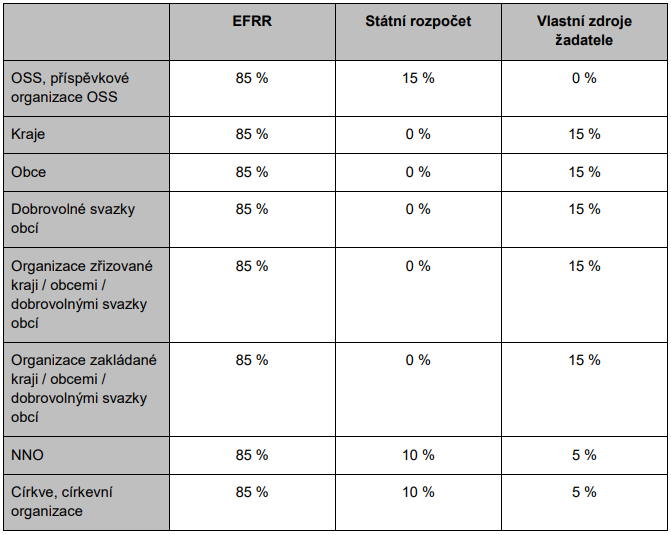 EFRR Státní rozpočet Vlastní zdroje
žadatele
OSS, příspěvkové
organizace OSS
85 % 15 % 0 %
Kraje 85 % 0 % 15 %
Obce 85 % 0 % 15 %
Dobrovolné svazky
obcí
85 % 0 % 15 %
Organizace zřizované
kraji / obcemi /
dobrovolnými svazky
obcí
85 % 0 % 15 %
Organizace zakládané
kraji / obcemi /
dobrovolnými svazky
obcí
85 % 0 % 15 %
NNO 85 % 10 % 5 %
Církve, církevní
organizace
85 % 10 % 5 %